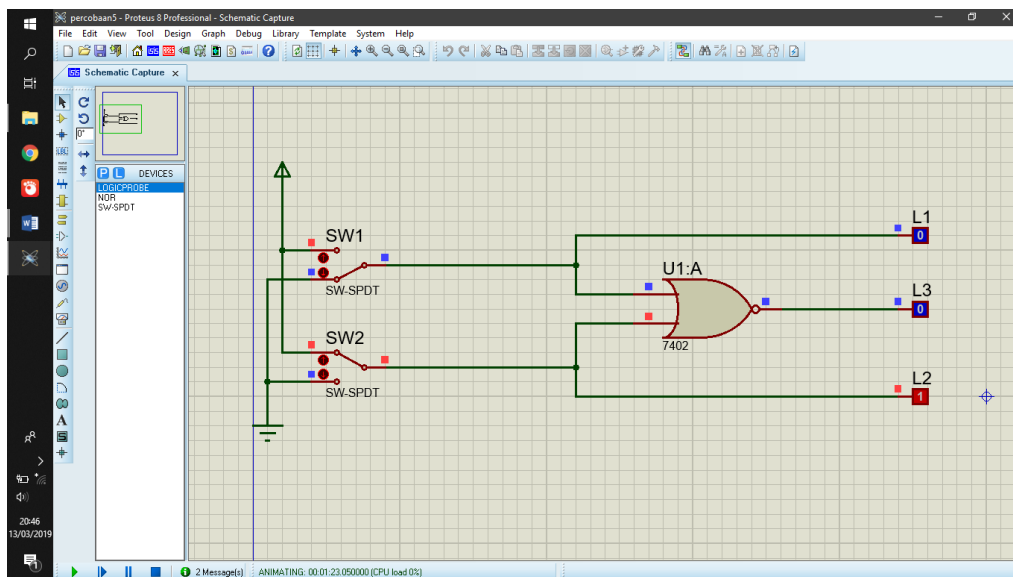 percobaan5 - Proteus 8 Professional - Schematic Capture
File Edit View Tool Design Graph Debug Library Template System Help
Schematic Capture
0°
P L DEVICES
LOGICPROBE
NOR
SW-SPDT
SW1
SW-SPDT
SW2
SW-SPDT
U1:A
7402
L1
0
L3
0
L2
1
20:46
13/03/2019
2 Message(s)
ANIMATING: 00:01:23.050000 (CPU load 0%)